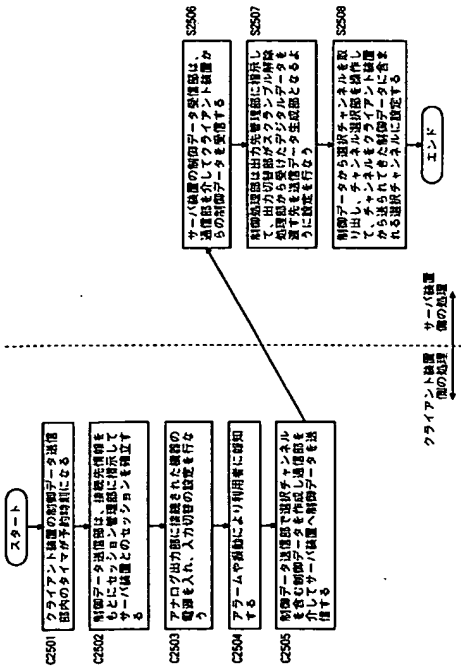 スタート
C2501
クライアント装置の制御データ送信
部内のタイマが予約時刻になる
C2502
制御データ送信部は、接続先情報を
もとにセッション管理部に指示して
サーバ装置とのセッションを確立す
る
C2503
アナログ出力部に接続された機器の
電源を入れ、入力切替の設定を行な
う
C2504
アラームや振動により利用者に報知
する
C2505
制御データ送信部で選択チャンネル
を含む制御データを作成し通信部を
介してサーバ装置へ制御データを送
信する
クライアント装置
側の処理
サーバ装置
側の処理
S2506
サーバ装置の制御データ受信部は、
通信部を介してクライアント装置か
らの制御データを受信する
S2507
制御処理部は出力先管理部に指示し
て、出力切替部がスクランブル解除
処理部から受けたデジタルデータを
渡す先を送信データ生成部となるよ
うに設定を行なう
S2508
制御データから選択チャンネルを取
り出し、チャンネル選択部を操作し
て、チャンネルをクライアント装置
から送られてきた制御データに含ま
れる選択チャンネルに設定する
エンド